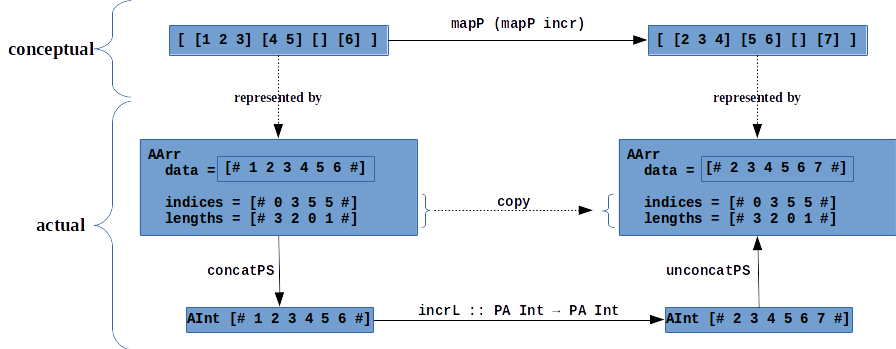 mapP (mapP incr)
conceptual
[ [1 2 3] [4 5] [] [6] ]
[ [2 3 4] [5 6] [] [7] ]
represented by
represented by
AArr
data = [# 1 2 3 4 5 6 #]
indices = [# 0 3 5 5 #]
lengths = [# 3 2 0 1 #]
copy
AArr
data = [# 2 3 4 5 6 7 #]
indices = [# 0 3 5 5 #]
lengths = [# 3 2 0 1 #]
actual
concatPS
unconcatPS
AInt [# 1 2 3 4 5 6 #]
incrL :: PA Int → PA Int
AInt [# 2 3 4 5 6 7 #]